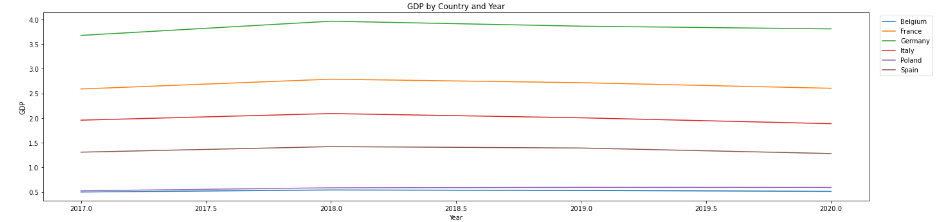 GDP by Country and Year
4.0
3.5
3.0
2.5
2.0
1.5
1.0
0.5
GDP
2017.0 2017.5 2018.0 2018.5 2019.0 2019.5 2020.0
Year
Belgium
France
Germany
Italy
Poland
Spain